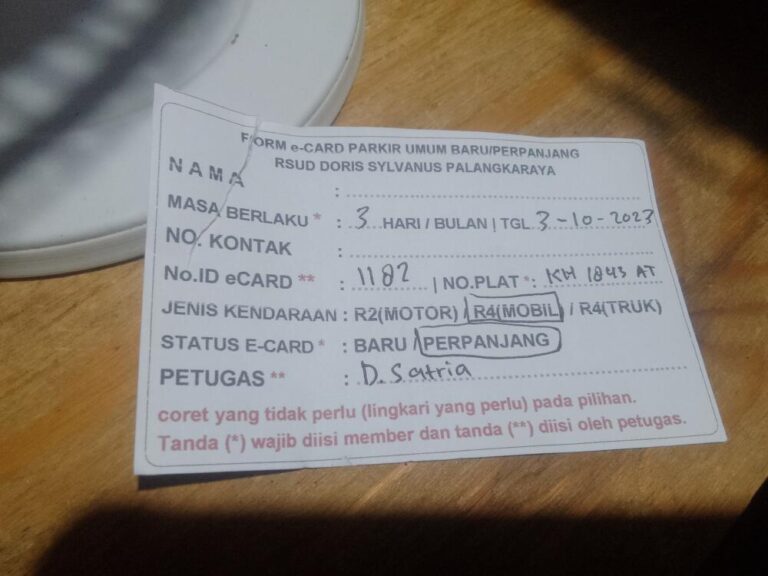 FORM e-CARD PARKIR UMUM BARU/PERPANJANG
RSUD DORIS SYLVANUS PALANGKARAYA
NAMA :
MASA BERLAKU * : 3 HARI / BULAN | TGL 3-10-2023
NO. KONTAK :
No.ID eCARD ** : 1182 | NO.PLAT *: KH 1843 AT
JENIS KENDARAAN : R2(MOTOR) / R4(MOBIL) / R4(TRUK)
STATUS E-CARD * : BARU / PERPANJANG
PETUGAS ** : D. Satria
coret yang tidak perlu (lingkari yang perlu) pada pilihan.
Tanda (*) wajib diisi member dan tanda (**) diisi oleh petugas.